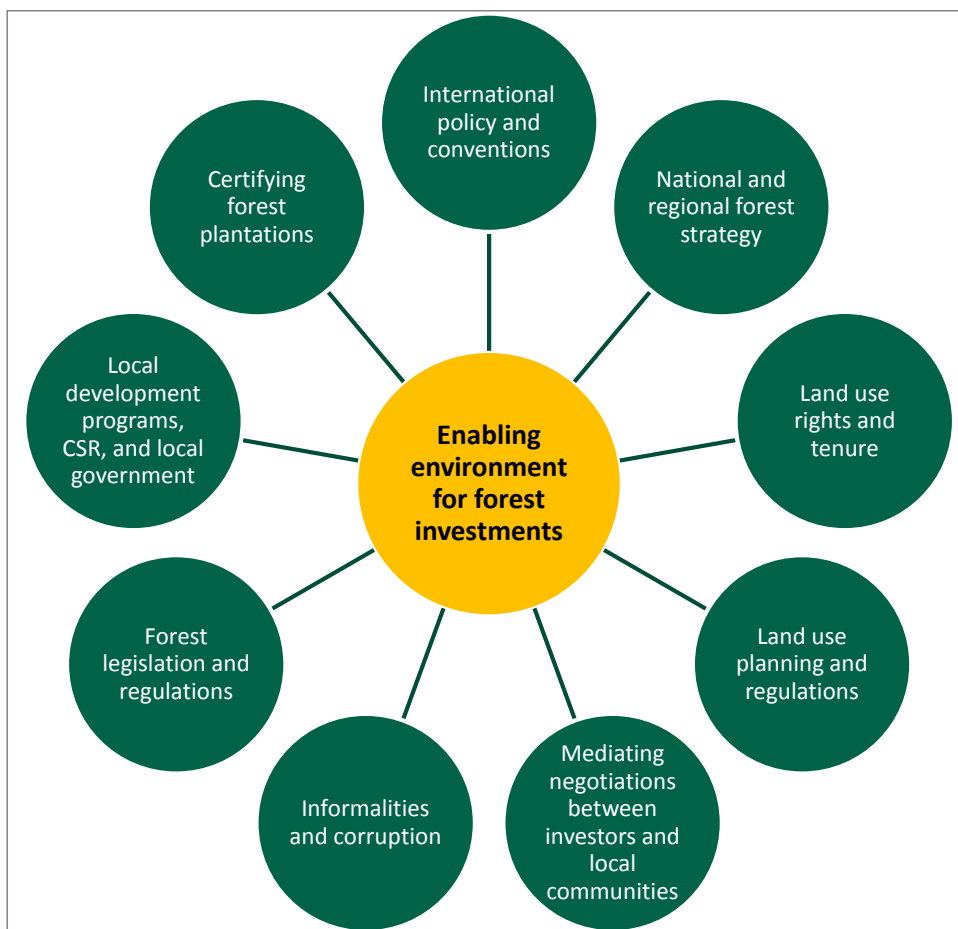 International
policy and
conventions
National and
regional forest
strategy
Land use
rights and
tenure
Land use
planning and
regulations
Mediating
negotiations
between
investors and
local
communities
Informalities
and corruption
Forest
legislation and
regulations
Local
development
programs,
CSR, and local
government
Certifying
forest
plantations
Enabling
environment
for forest
investments